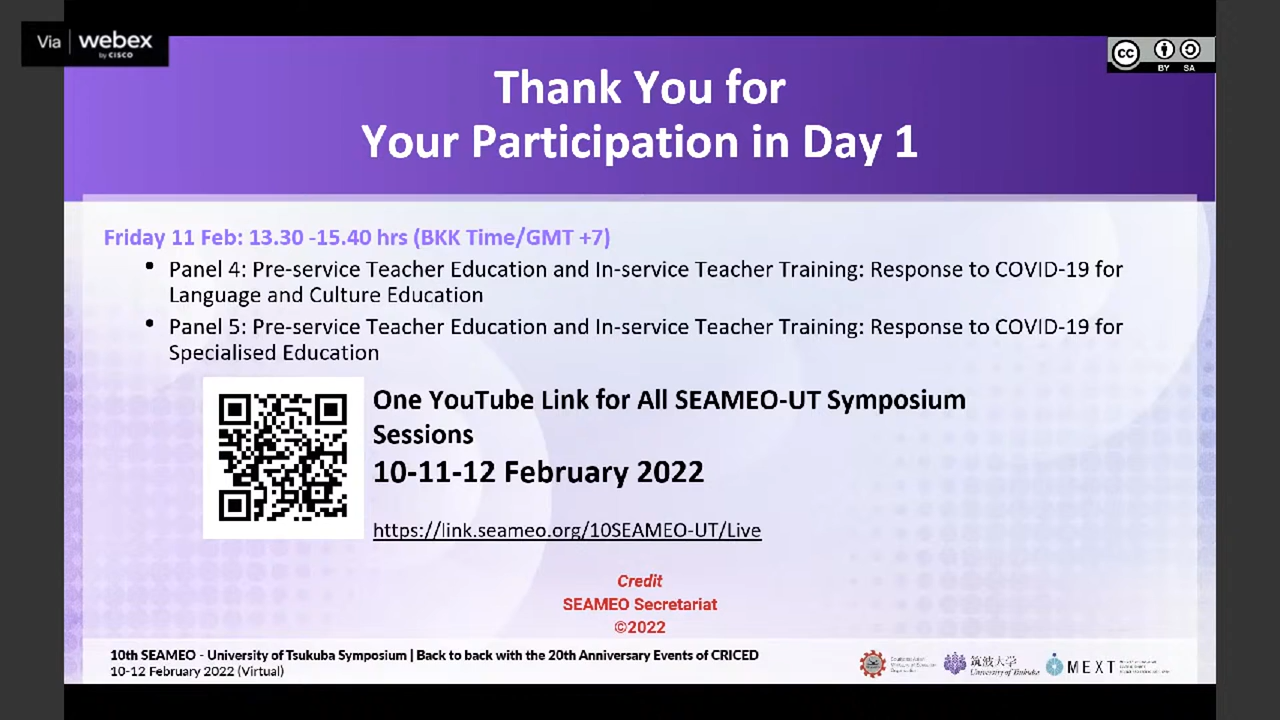 Via webex
by CISCO
CC BY SA
Thank You for
Your Participation in Day 1
Friday 11 Feb: 13.30 -15.40 hrs (BKK Time/GMT +7)
• Panel 4: Pre-service Teacher Education and In-service Teacher Training: Response to COVID-19 for
Language and Culture Education
• Panel 5: Pre-service Teacher Education and In-service Teacher Training: Response to COVID-19 for
Specialised Education
One YouTube Link for All SEAMEO-UT Symposium
Sessions
10-11-12 February 2022
https://link.seameo.org/10SEAMEO-UT/Live
Credit
SEAMEO Secretariat
©2022
10th SEAMEO - University of Tsukuba Symposium | Back to back with the 20th Anniversary Events of CRICED
10-12 February 2022 (Virtual)
筑波大学
University of Tsukuba
MEXT